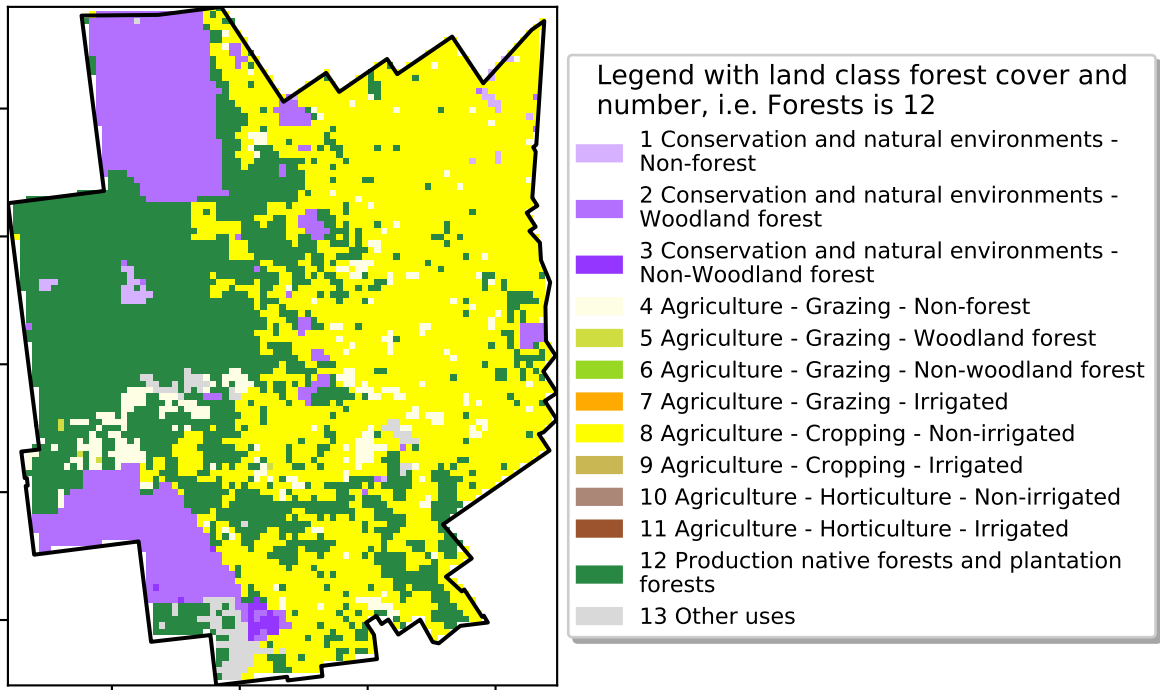 Legend with land class forest cover and
number, i.e. Forests is 12
1 Conservation and natural environments -
Non-forest
2 Conservation and natural environments -
Woodland forest
3 Conservation and natural environments -
Non-Woodland forest
4 Agriculture - Grazing - Non-forest
5 Agriculture - Grazing - Woodland forest
6 Agriculture - Grazing - Non-woodland forest
7 Agriculture - Grazing - Irrigated
8 Agriculture - Cropping - Non-irrigated
9 Agriculture - Cropping - Irrigated
10 Agriculture - Horticulture - Non-irrigated
11 Agriculture - Horticulture - Irrigated
12 Production native forests and plantation
forests
13 Other uses